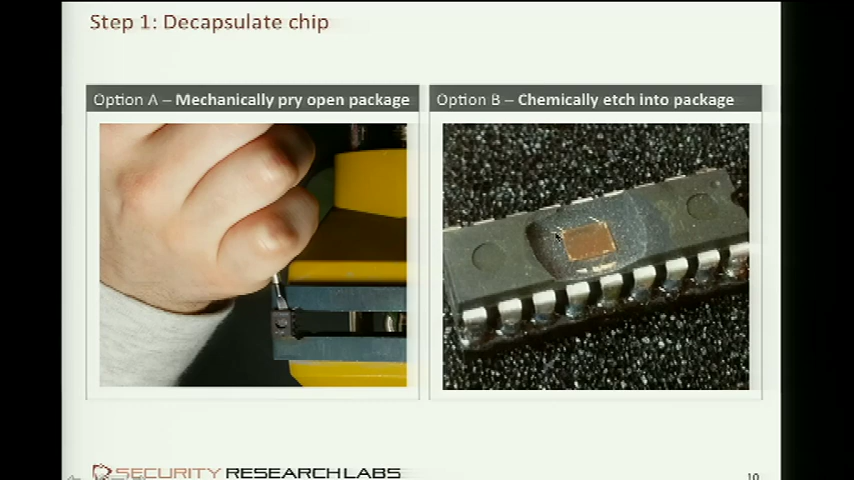 Step 1: Decapsulate chip
Option A – Mechanically pry open package
Option B – Chemically etch into package
SECURITY RESEARCH LABS
10